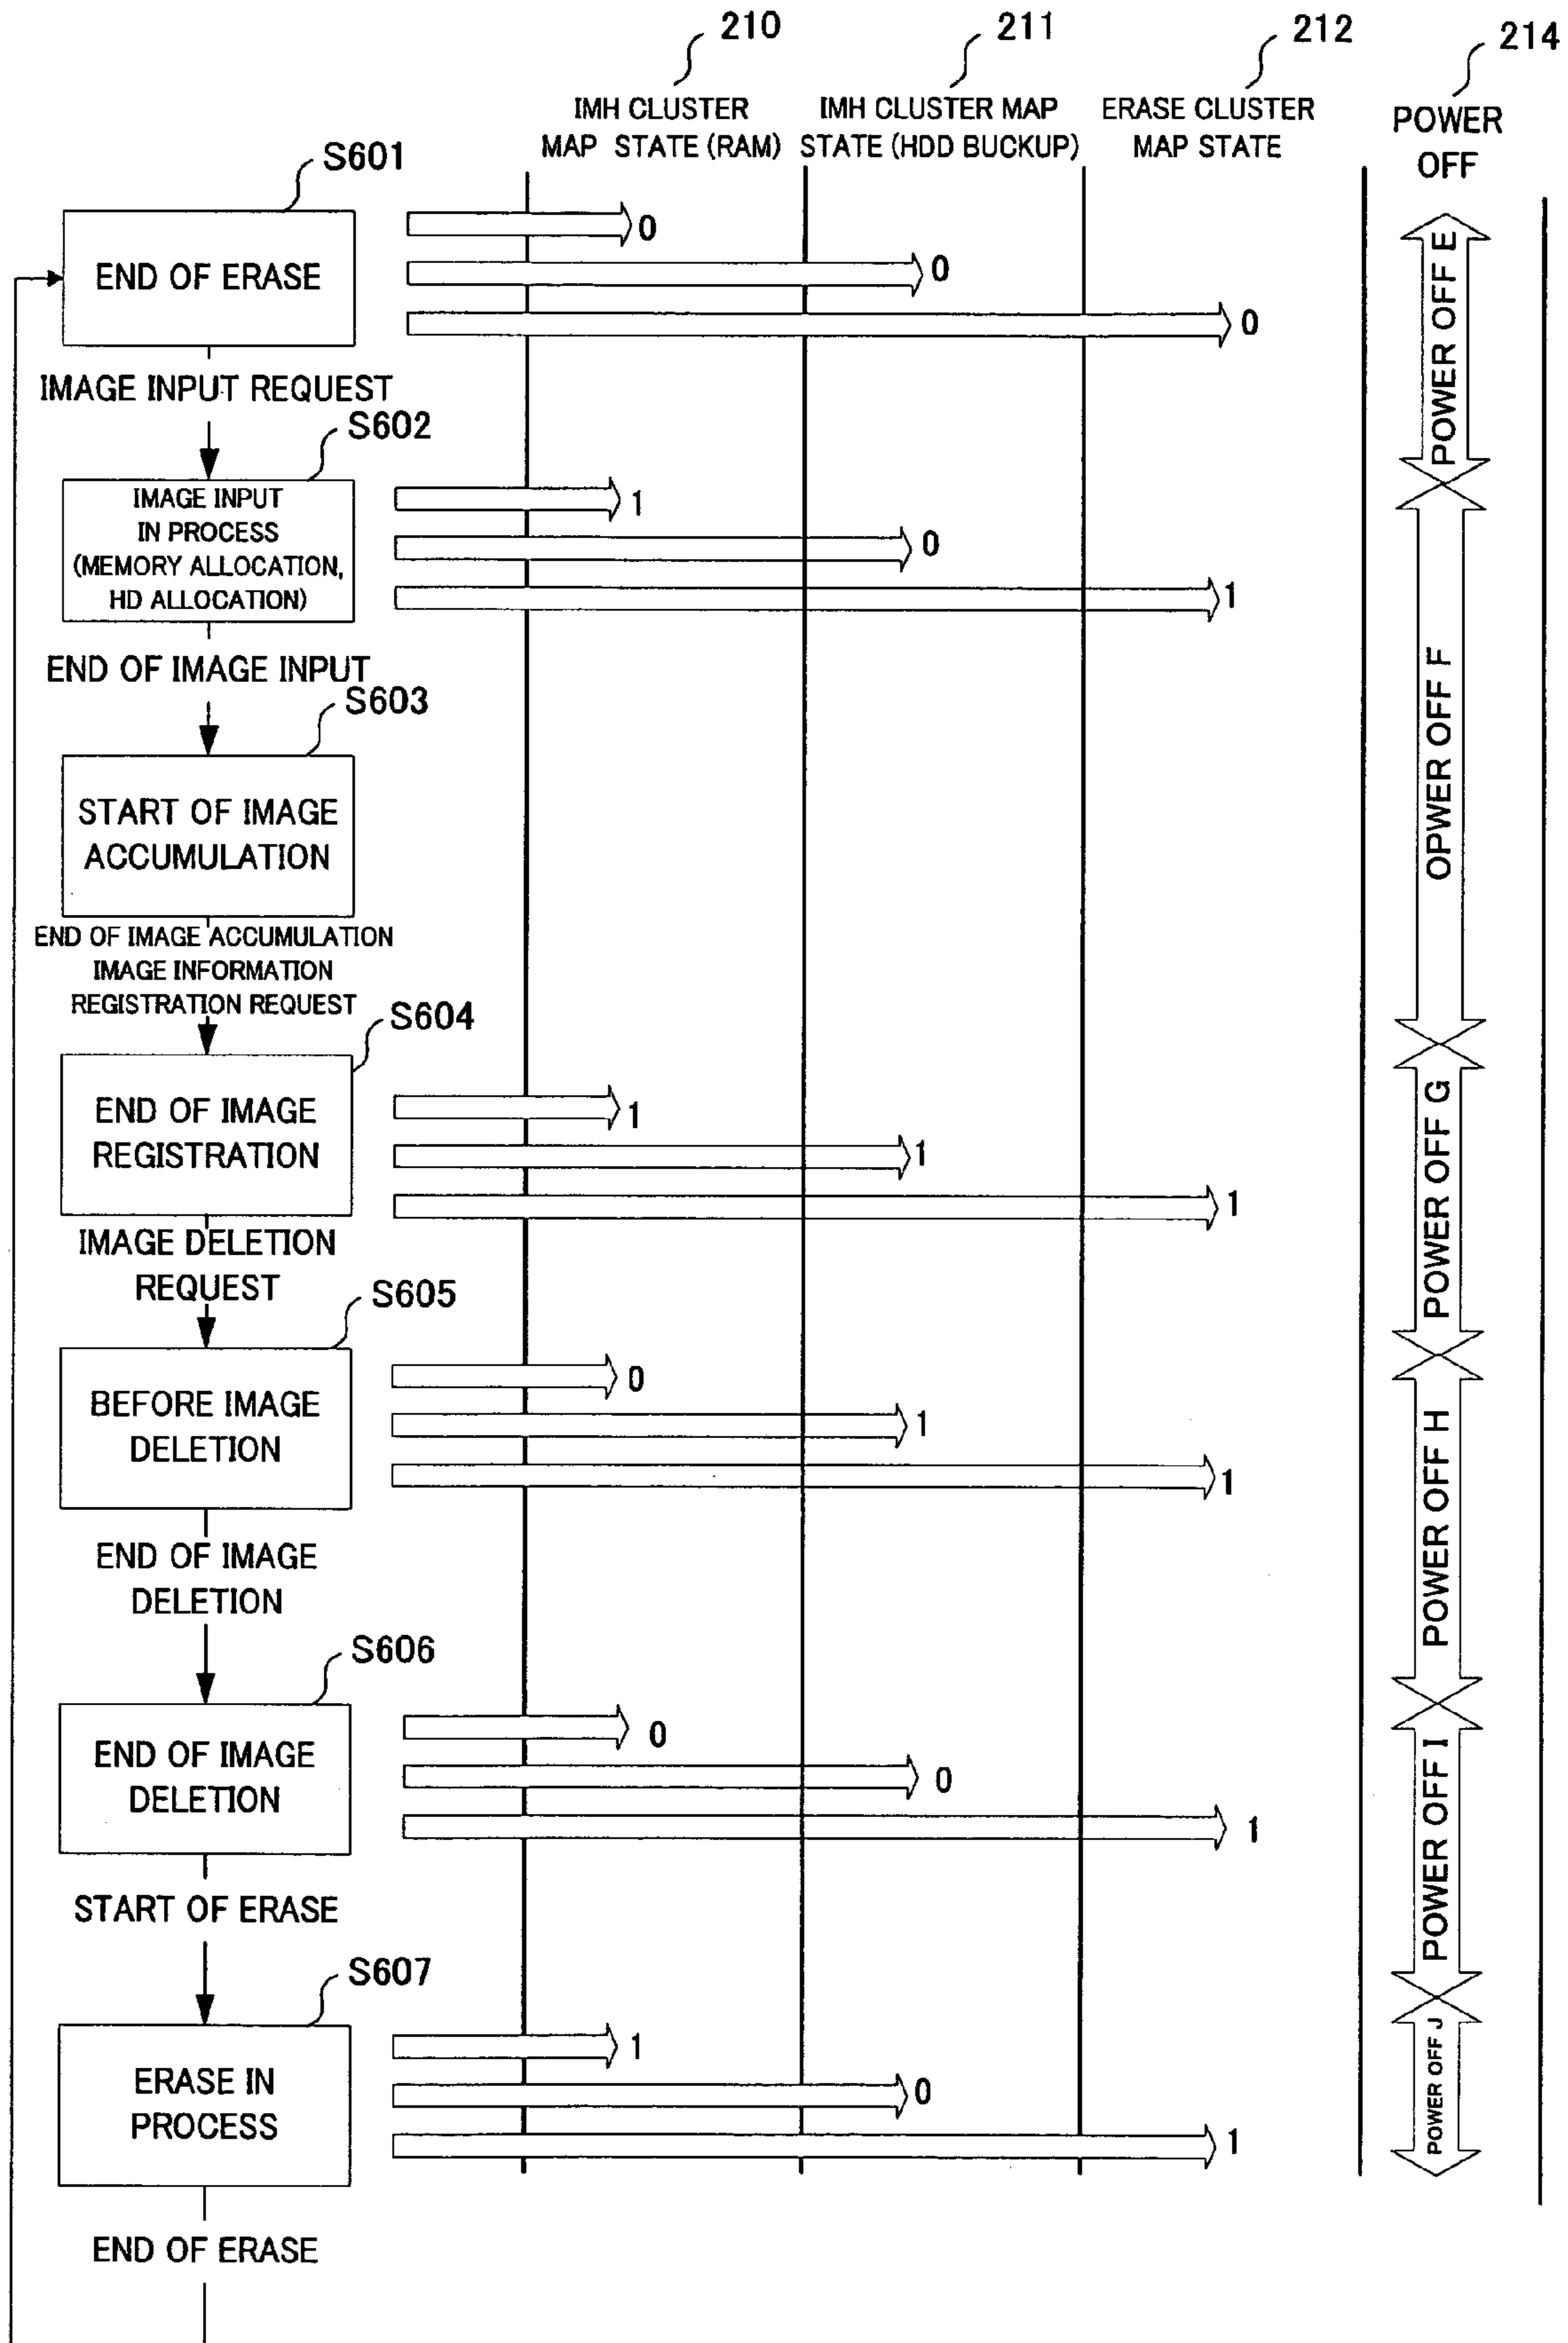 210
211
212
214
IMH CLUSTER
MAP STATE (RAM)
IMH CLUSTER MAP
STATE (HDD BUCKUP)
ERASE CLUSTER
MAP STATE
POWER
OFF
S601
END OF ERASE
0
0
0
POWER OFF E
IMAGE INPUT REQUEST
S602
IMAGE INPUT
IN PROCESS
(MEMORY ALLOCATION,
HD ALLOCATION)
1
0
1
OPWER OFF F
END OF IMAGE INPUT
S603
START OF IMAGE
ACCUMULATION
END OF IMAGE ACCUMULATION
IMAGE INFORMATION
REGISTRATION REQUEST
S604
END OF IMAGE
REGISTRATION
1
1
1
POWER OFF G
IMAGE DELETION
REQUEST
S605
BEFORE IMAGE
DELETION
0
1
1
POWER OFF H
END OF IMAGE
DELETION
S606
END OF IMAGE
DELETION
0
0
1
POWER OFF I
START OF ERASE
S607
ERASE IN
PROCESS
1
0
1
POWER OFF J
END OF ERASE